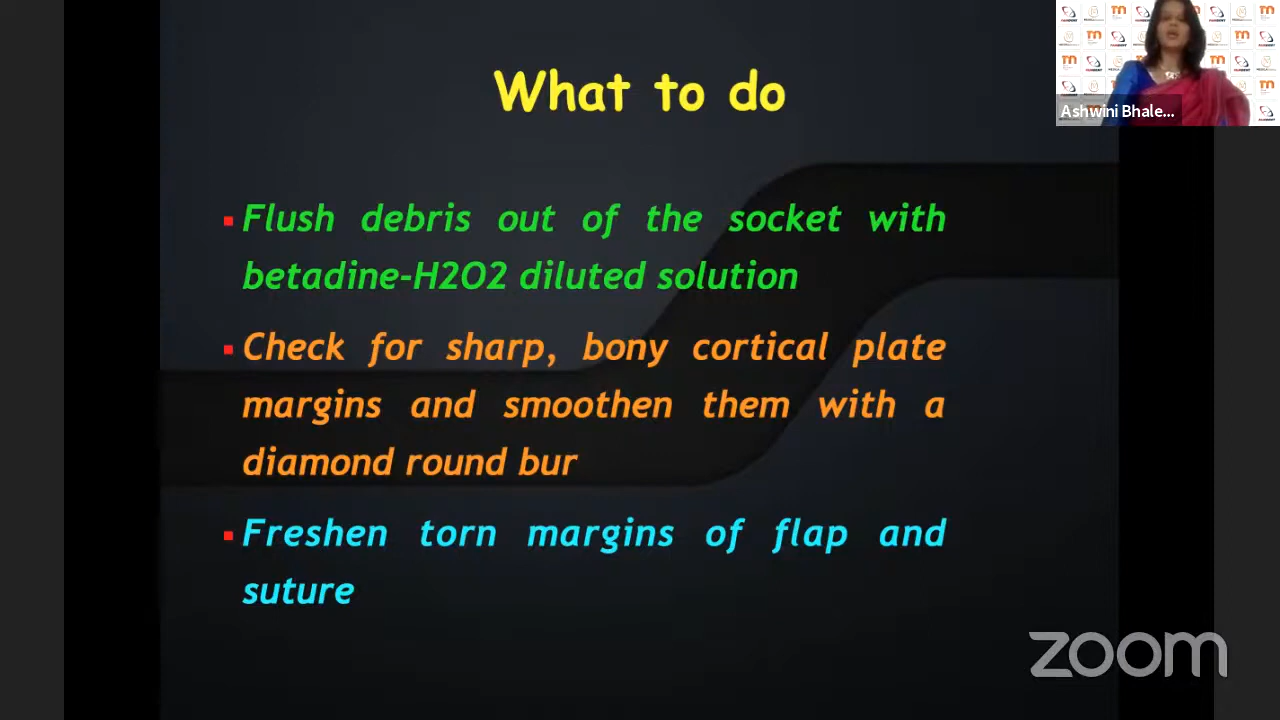 What to do
Ashwini Bhale...
Flush debris out of the socket with
betadine-H2O2 diluted solution
Check for sharp, bony cortical plate
margins and smoothen them with a
diamond round bur
Freshen torn margins of flap and
suture
zoom